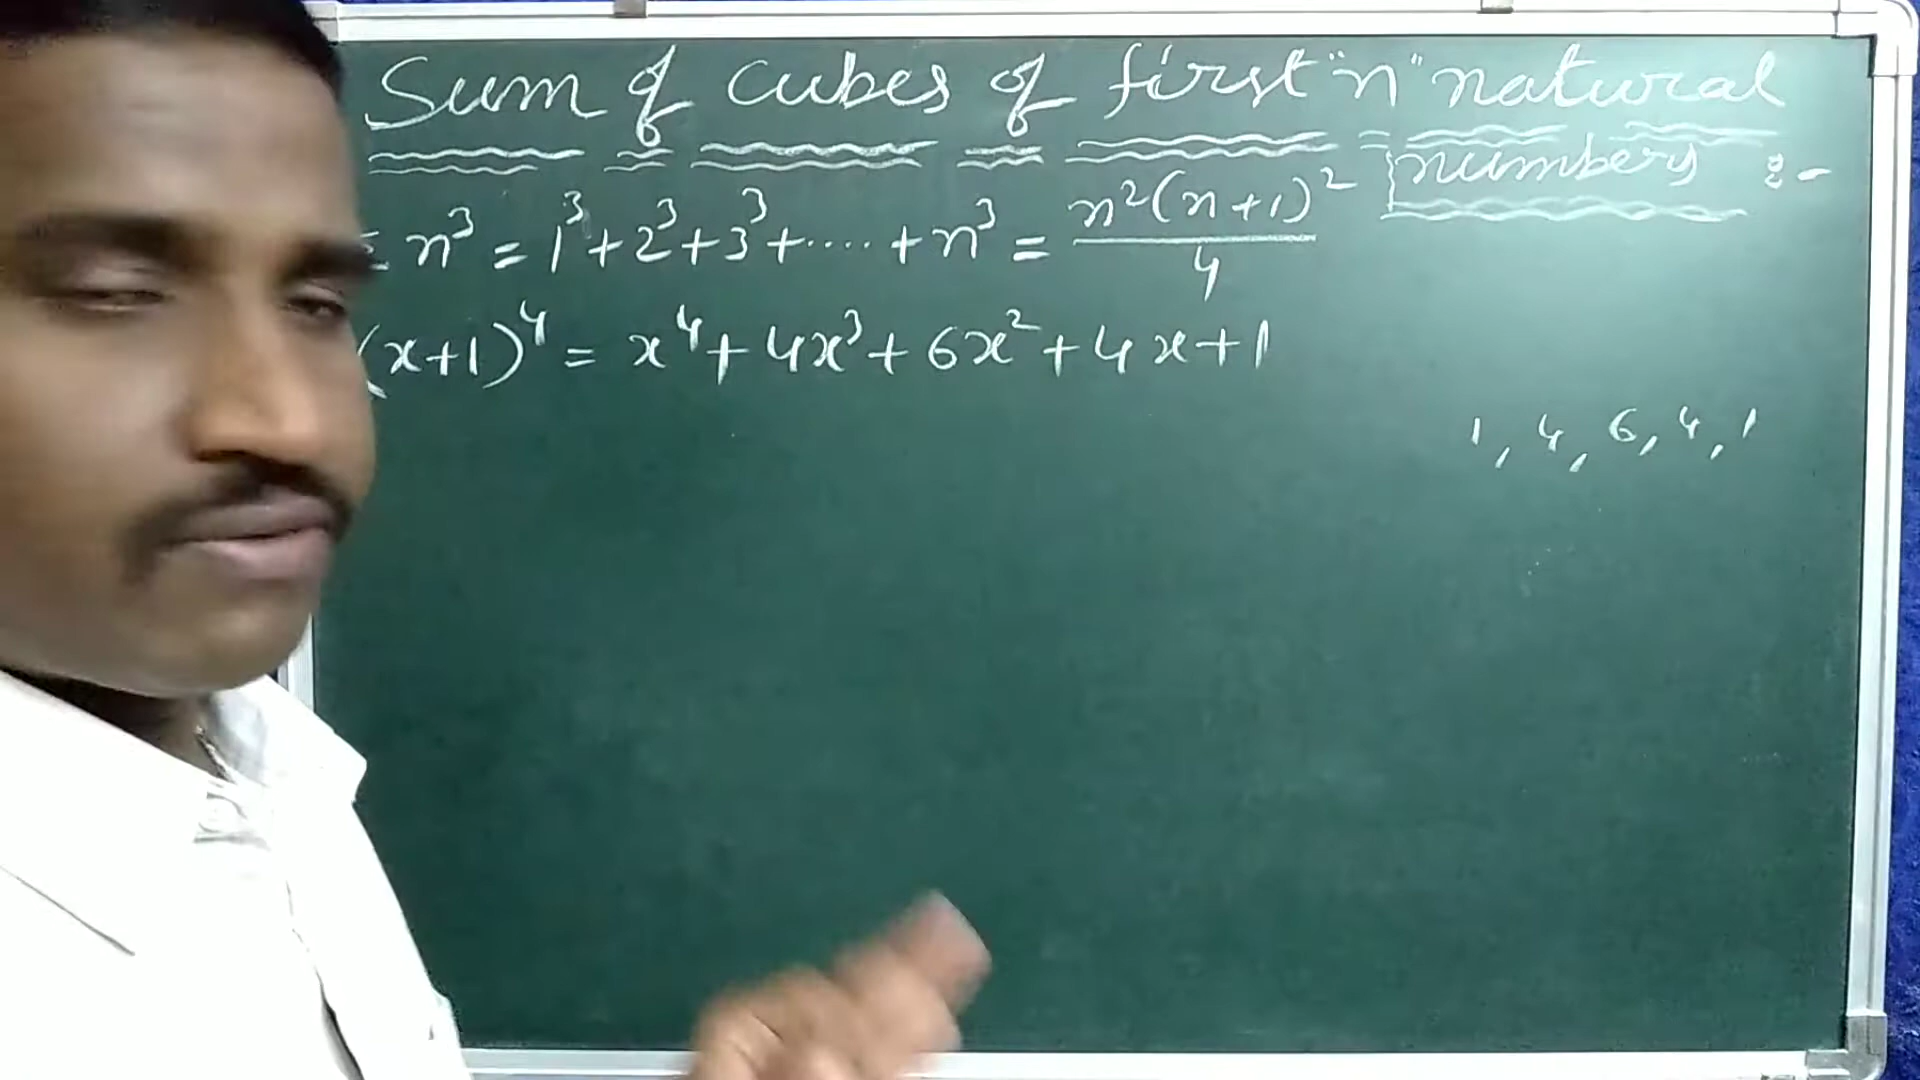 Sum of cubes of first "n" natural
numbers :-
Σ n³ = 1³ + 2³ + 3³ + ..... + n³ = n²(n+1)² / 4
(x+1)⁴ = x⁴ + 4x³ + 6x² + 4x + 1
1, 4, 6, 4, 1